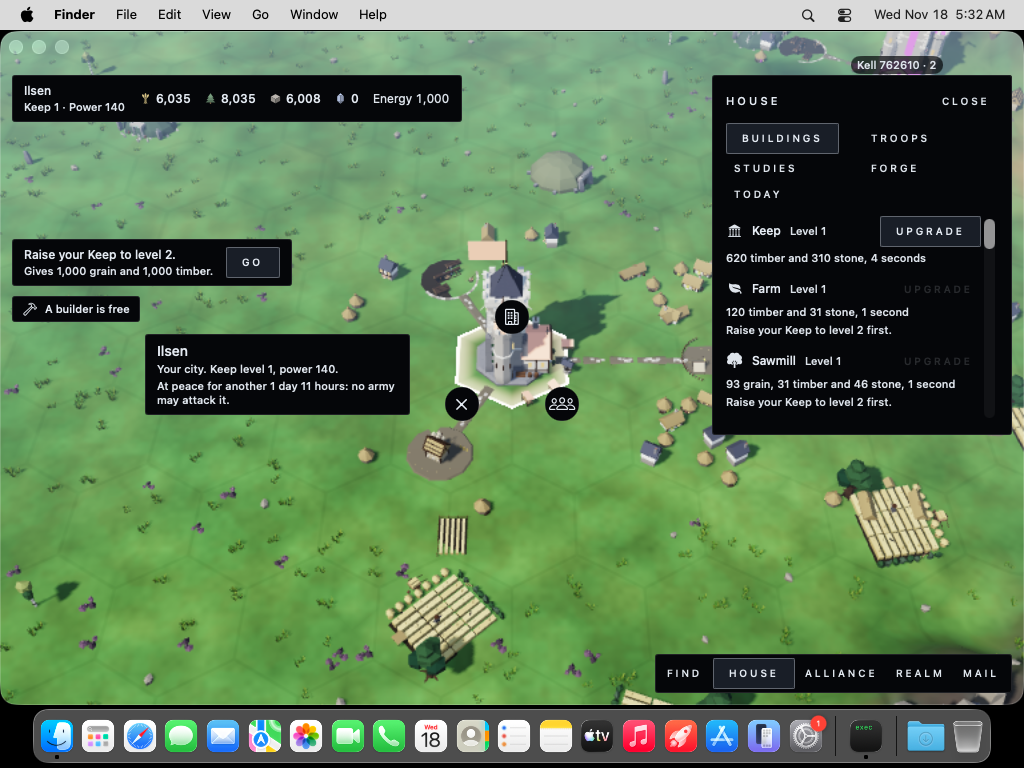 Finder File Edit View Go Window Help Wed Nov 18 5:32 AM
Kell 762610 · 2
Ilsen
Keep 1 · Power 140
6,035 8,035 6,008 0 Energy 1,000
HOUSE CLOSE
BUILDINGS TROOPS
STUDIES FORGE
TODAY
Keep Level 1 UPGRADE
620 timber and 310 stone, 4 seconds
Farm Level 1 UPGRADE
120 timber and 31 stone, 1 second
Raise your Keep to level 2 first.
Sawmill Level 1 UPGRADE
93 grain, 31 timber and 46 stone, 1 second
Raise your Keep to level 2 first.
Raise your Keep to level 2.
Gives 1,000 grain and 1,000 timber.
GO
A builder is free
Ilsen
Your city. Keep level 1, power 140.
At peace for another 1 day 11 hours: no army
may attack it.
FIND HOUSE ALLIANCE REALM MAIL
Wed
18
tv
1
exec